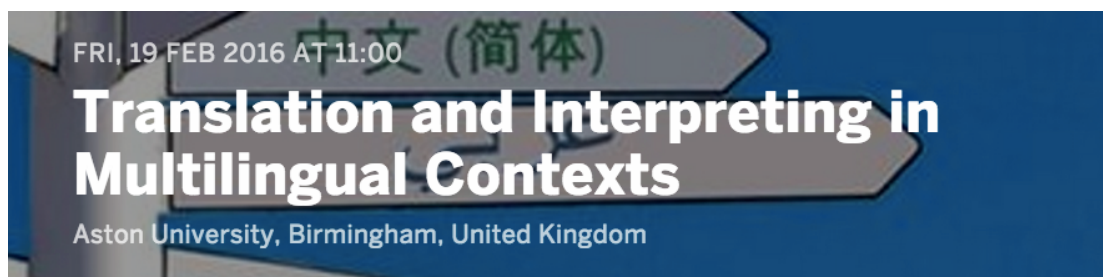 FRI, 19 FEB 2016 AT 11:00
中文 (简体)
Translation and Interpreting in
Multilingual Contexts
Aston University, Birmingham, United Kingdom